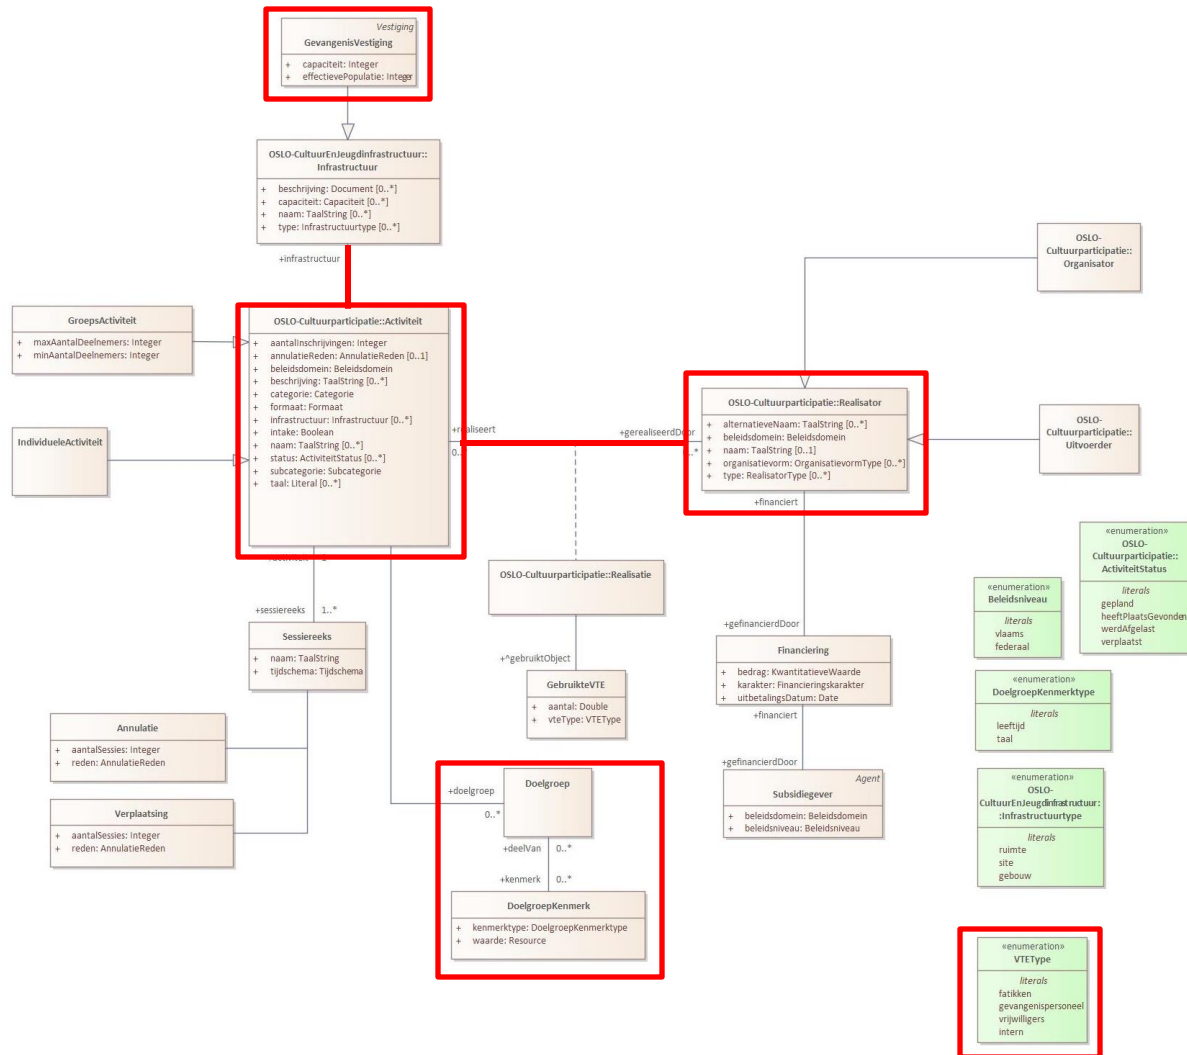 Vestiging
GevangenisVestiging
+ capaciteit: Integer
+ effectievePopulatie: Integer
OSLO-CultuurEnJeugdinfrastructuur::
Infrastructuur
+ beschrijving: Document [0..*]
+ capaciteit: Capaciteit [0..*]
+ naam: TaalString [0..*]
+ type: Infrastructuurtype [0..*]
+infrastructuur
OSLO-
Cultuurparticipatie::
Organisator
GroepsActiviteit
+ maxAantalDeelnemers: Integer
+ minAantalDeelnemers: Integer
OSLO-Cultuurparticipatie::Activiteit
+ aantalInschrijvingen: Integer
+ annulatieReden: AnnulatieReden [0..1]
+ beleidsdomein: Beleidsdomein
+ beschrijving: TaalString [0..*]
+ categorie: Categorie
+ formaat: Formaat
+ infrastructuur: Infrastructuur [0..*]
+ intake: Boolean
+ naam: TaalString [0..*]
+ status: ActiviteitStatus [0..*]
+ subcategorie: Subcategorie
+ taal: Literal [0..*]
IndividueleActiviteit
+realiseert
+gerealiseerdDoor
OSLO-Cultuurparticipatie::Realisator
+ alternatieveNaam: TaalString [0..*]
+ beleidsdomein: Beleidsdomein
+ naam: TaalString [0..1]
+ organisatievorm: OrganisatievormType [0..*]
+ type: RealisatorType [0..*]
OSLO-
Cultuurparticipatie::
Uitvoerder
+financiert
OSLO-Cultuurparticipatie::Realisatie
+^gebruiktObject
GebruikteVTE
+ aantal: Double
+ vteType: VTEType
+sessiereeks 1..*
Sessiereeks
+ naam: TaalString
+ tijdschema: Tijdschema
+gefinancierdDoor
Financiering
+ bedrag: KwantitatieveWaarde
+ karakter: Financieringskarakter
+ uitbetalingsDatum: Date
+financiert
+gefinancierdDoor
Agent
Subsidiegever
+ beleidsdomein: Beleidsdomein
+ beleidsniveau: Beleidsniveau
Annulatie
+ aantalSessies: Integer
+ reden: AnnulatieReden
Verplaatsing
+ aantalSessies: Integer
+ reden: AnnulatieReden
+doelgroep
0..*
Doelgroep
+deelVan 0..*
+kenmerk 0..*
DoelgroepKenmerk
+ kenmerktype: DoelgroepKenmerktype
+ waarde: Resource
«enumeration»
OSLO-
Cultuurparticipatie::
ActiviteitStatus
literals
gepland
heeftPlaatsGevonden
werdAfgelast
verplaatst
«enumeration»
Beleidsniveau
literals
vlaams
federaal
«enumeration»
DoelgroepKenmerktype
literals
leeftijd
taal
«enumeration»
OSLO-
CultuurEnJeugdinfrastructuur:
:Infrastructuurtype
literals
ruimte
site
gebouw
«enumeration»
VTEType
literals
fatikken
gevangenispersoneel
vrijwilligers
intern